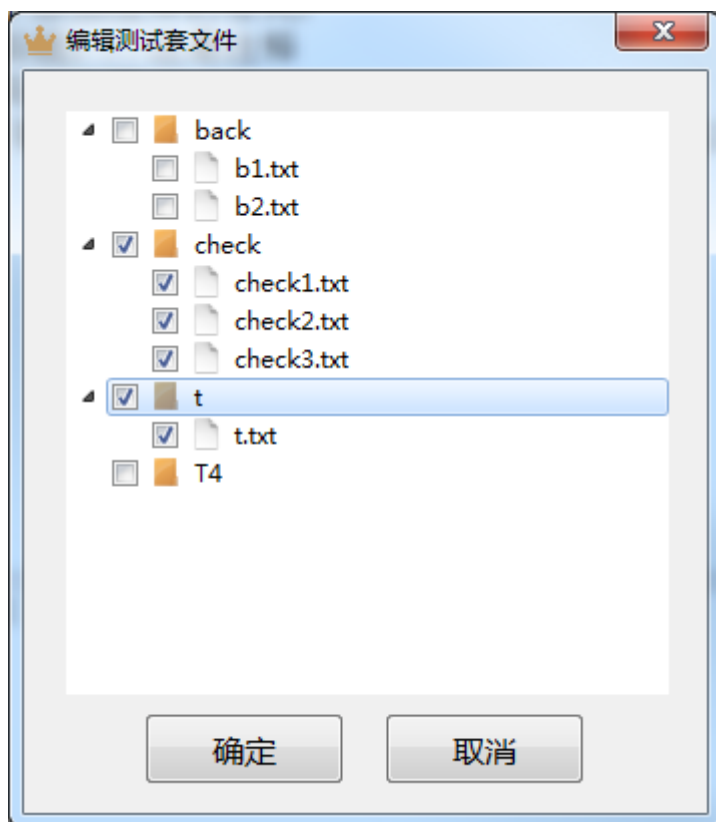 编辑测试套文件
back
b1.txt
b2.txt
check
check1.txt
check2.txt
check3.txt
t
t.txt
T4
确定 取消